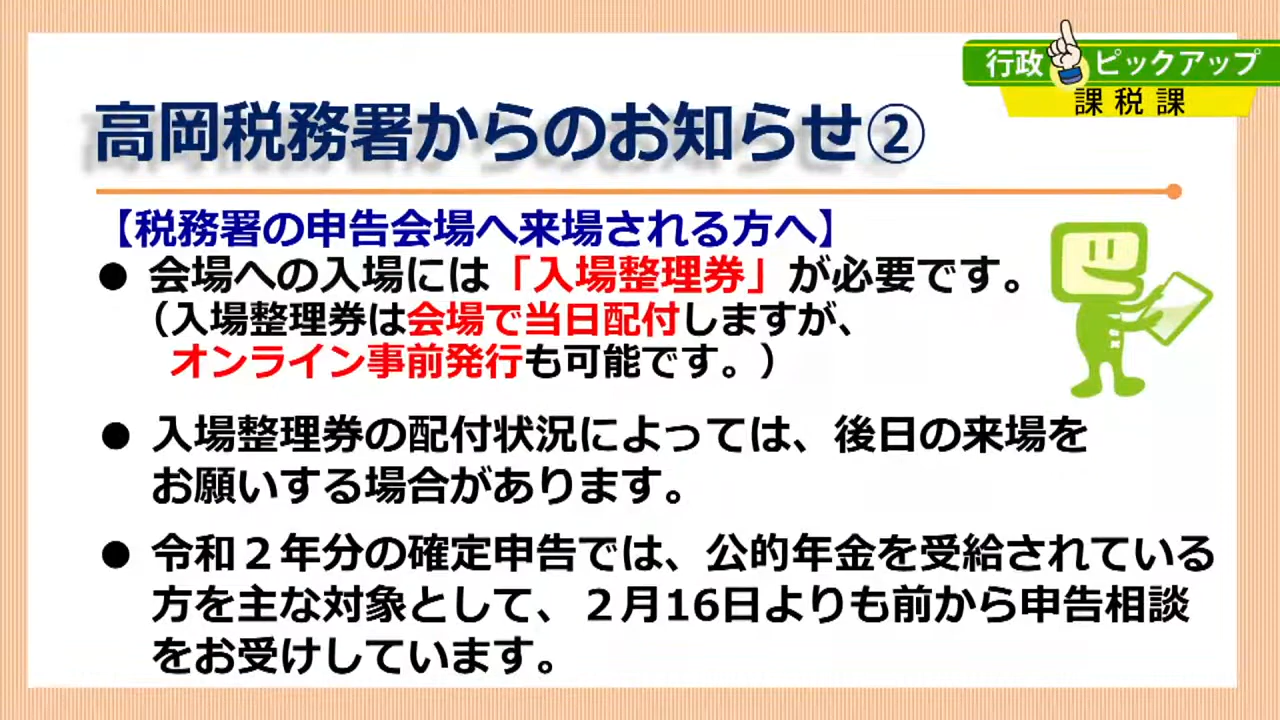 行政ピックアップ
課税課
高岡税務署からのお知らせ②
【税務署の申告会場へ来場される方へ】
● 会場への入場には「入場整理券」が必要です。
（入場整理券は会場で当日配付しますが、
オンライン事前発行も可能です。）
● 入場整理券の配付状況によっては、後日の来場を
お願いする場合があります。
● 令和２年分の確定申告では、公的年金を受給されている
方を主な対象として、２月16日よりも前から申告相談
をお受けしています。